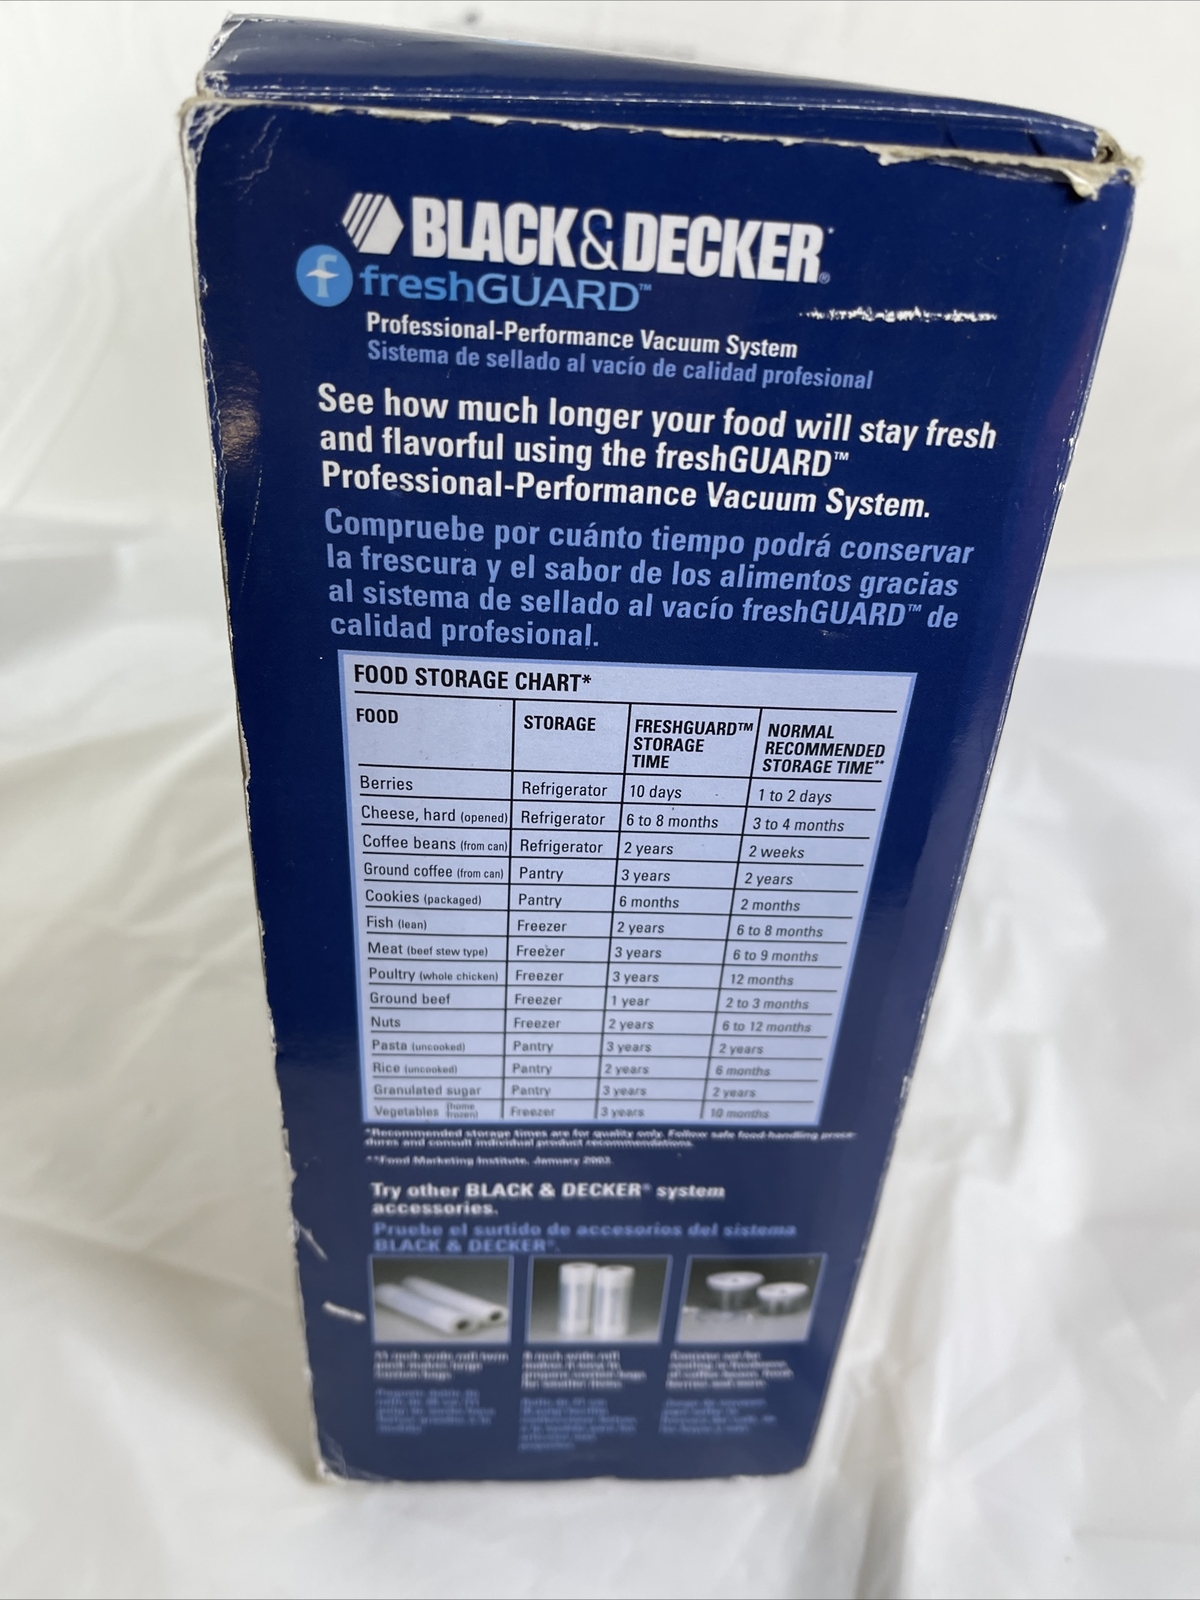 BLACK&DECKER®
f freshGUARD™
Professional-Performance Vacuum System
Sistema de sellado al vacío de calidad profesional
See how much longer your food will stay fresh
and flavorful using the freshGUARD™
Professional-Performance Vacuum System.
Compruebe por cuánto tiempo podrá conservar
la frescura y el sabor de los alimentos gracias
al sistema de sellado al vacío freshGUARD™ de
calidad profesional.
FOOD STORAGE CHART*
FOOD STORAGE FRESHGUARD™ STORAGE TIME NORMAL RECOMMENDED STORAGE TIME**
Berries Refrigerator 10 days 1 to 2 days
Cheese, hard (opened) Refrigerator 6 to 8 months 3 to 4 months
Coffee beans (from can) Refrigerator 2 years 2 weeks
Ground coffee (from can) Pantry 3 years 2 years
Cookies (packaged) Pantry 6 months 2 months
Fish (lean) Freezer 2 years 6 to 8 months
Meat (beef stew type) Freezer 3 years 6 to 9 months
Poultry (whole chicken) Freezer 3 years 12 months
Ground beef Freezer 1 year 2 to 3 months
Nuts Freezer 2 years 6 to 12 months
Pasta (uncooked) Pantry 3 years 2 years
Rice (uncooked) Pantry 2 years 6 months
Granulated sugar Pantry 3 years 2 years
Vegetables (home frozen) Freezer 3 years 10 months
*Recommended storage times are for quality only. Follow safe food-handling proce-
dures and consult individual product recommendations.
**Food Marketing Institute, January 2002.
Try other BLACK & DECKER® system
accessories.
Pruebe el surtido de accesorios del sistema
BLACK & DECKER®.